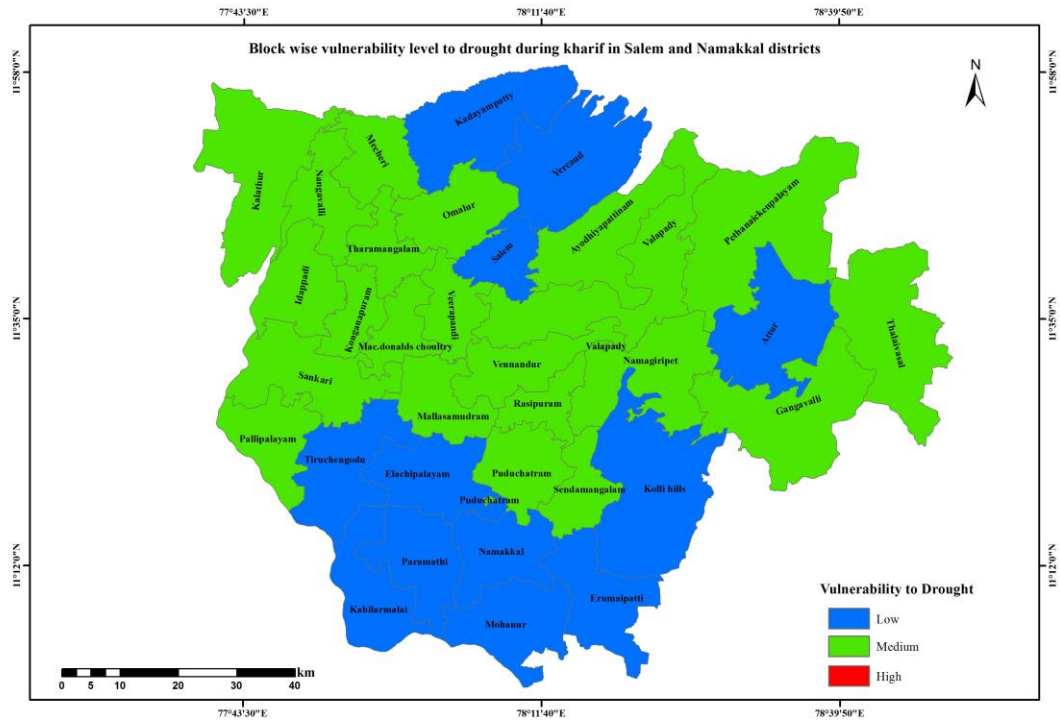 77°43'30"E
78°11'40"E
78°39'50"E
Block wise vulnerability level to drought during kharif in Salem and Namakkal districts
11°58'0"N
11°58'0"N
N
Kadayampatty
Yercaud
Mecheri
Nangavalli
Kalathur
Omalur
Ayodhiyapattinam
Valapady
Pethanaickenpalayam
Tharamangalam
Salem
Idappadi
Konganapuram
Veerapandi
11°35'0"N
11°35'0"N
Attur
Thalaivasal
Mac.donalds choultry
Valapady
Vennandur
Namagiripet
Sankari
Rasipuram
Gangavalli
Mallasamudram
Pallipalayam
Tiruchengodu
Elachipalayam
Puduchatram
Sendamangalam
Kolli hills
Puduchatram
Namakkal
Paramathi
11°12'0"N
11°12'0"N
Kabilarmalai
Erumaipatti
Mohanur
Vulnerability to Drought
Low
Medium
High
km
0 5 10 20 30 40
77°43'30"E
78°11'40"E
78°39'50"E